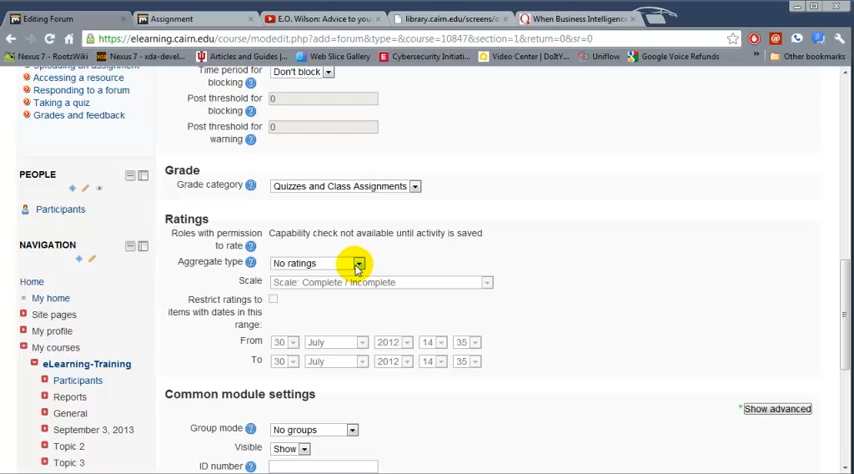 Editing Forum
Assignment
E.O. Wilson: Advice to you
library.cairn.edu/screens/
When Business Intelligence
https://elearning.cairn.edu/course/modedit.php?add=forum&type=&course=10847&section=1&return=0&sr=0
Nexus 7 - RootzWiki
Nexus 7 - xda-devel...
Articles and Guides |...
Web Slice Gallery
Cybersecurity Initiati...
Video Center | DoItY...
Uniflow
Google Voice Refunds
»
Other bookmarks
Accessing a resource
Responding to a forum
Taking a quiz
Grades and feedback
PEOPLE
Participants
NAVIGATION
Home
My home
Site pages
My profile
My courses
eLearning-Training
Participants
Reports
General
September 3, 2013
Topic 2
Topic 3
Time period for blocking
Don't block
Post threshold for blocking
0
Post threshold for warning
0
Grade
Grade category
Quizzes and Class Assignments
Ratings
Roles with permission to rate
Capability check not available until activity is saved
Aggregate type
No ratings
Scale
Scale: Complete / Incomplete
Restrict ratings to items with dates in this range:
From 30 July 2012 14 35
To 30 July 2012 14 35
Common module settings
* Show advanced
Group mode
No groups
Visible
Show
ID number